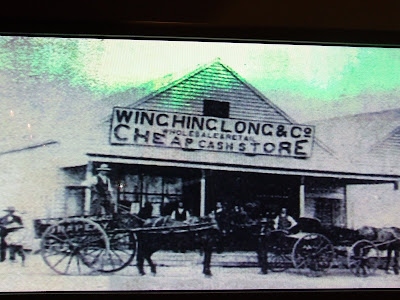 WING HING LONG & Co
WHOLESALE & RETAIL
CHEAP CASH STORE